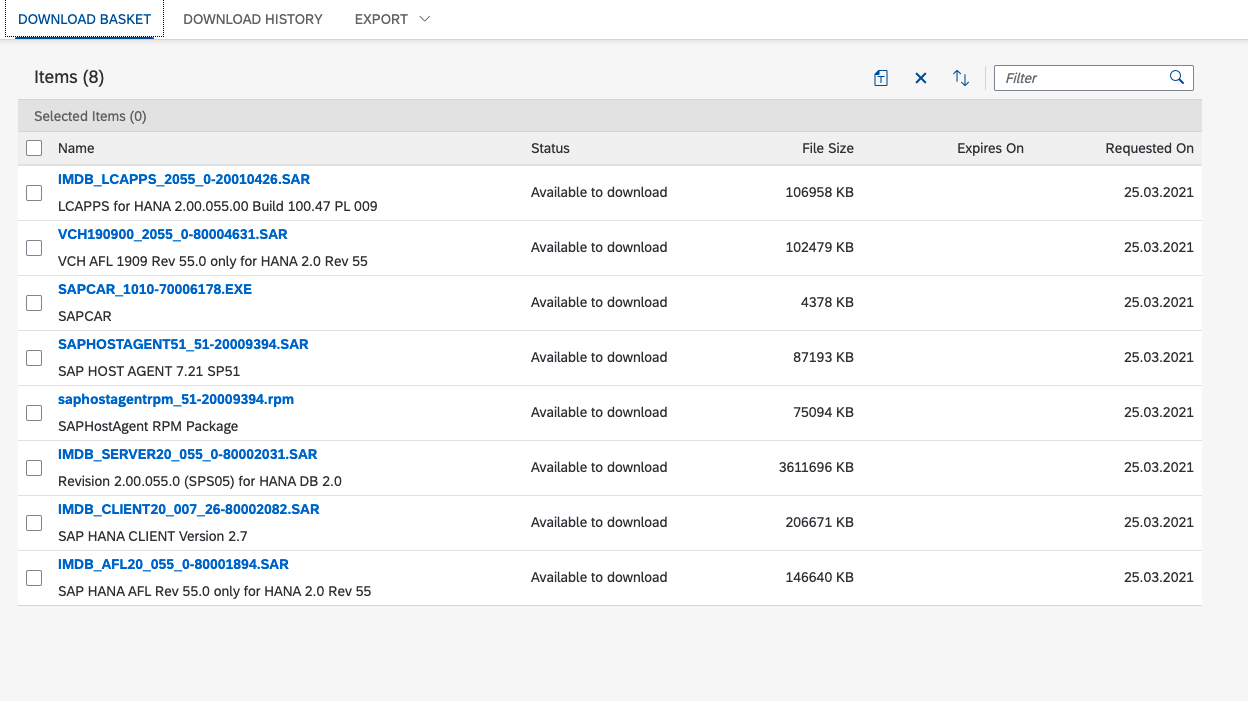 DOWNLOAD BASKET DOWNLOAD HISTORY EXPORT
Items (8)
Filter
Selected Items (0)
Name Status File Size Expires On Requested On
IMDB_LCAPPS_2055_0-20010426.SAR
Available to download 106958 KB 25.03.2021
LCAPPS for HANA 2.00.055.00 Build 100.47 PL 009
VCH190900_2055_0-80004631.SAR
Available to download 102479 KB 25.03.2021
VCH AFL 1909 Rev 55.0 only for HANA 2.0 Rev 55
SAPCAR_1010-70006178.EXE
Available to download 4378 KB 25.03.2021
SAPCAR
SAPHOSTAGENT51_51-20009394.SAR
Available to download 87193 KB 25.03.2021
SAP HOST AGENT 7.21 SP51
saphostagentrpm_51-20009394.rpm
Available to download 75094 KB 25.03.2021
SAPHostAgent RPM Package
IMDB_SERVER20_055_0-80002031.SAR
Available to download 3611696 KB 25.03.2021
Revision 2.00.055.0 (SPS05) for HANA DB 2.0
IMDB_CLIENT20_007_26-80002082.SAR
Available to download 206671 KB 25.03.2021
SAP HANA CLIENT Version 2.7
IMDB_AFL20_055_0-80001894.SAR
Available to download 146640 KB 25.03.2021
SAP HANA AFL Rev 55.0 only for HANA 2.0 Rev 55